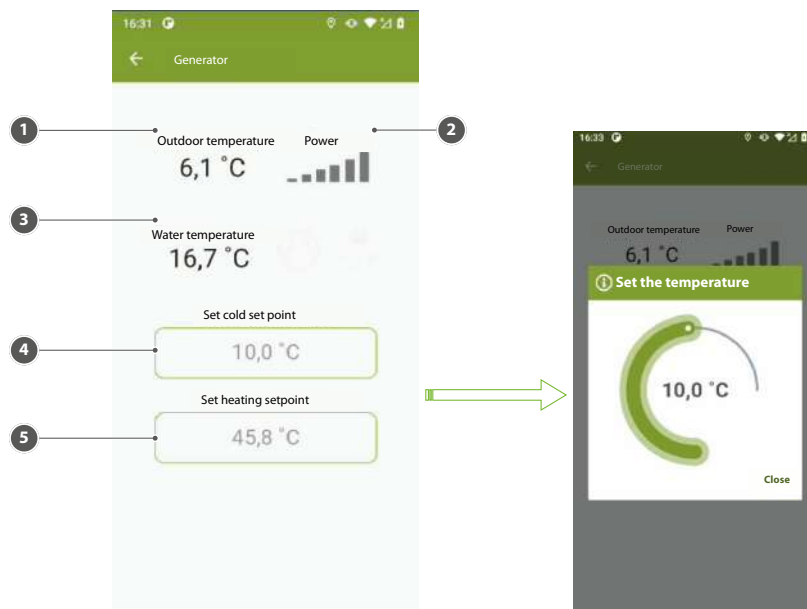 16:31
Generator
1
2
Outdoor temperature Power
6,1 °C
3
Water temperature
16,7 °C
Set cold set point
4
10,0 °C
Set heating setpoint
5
45,8 °C
16:33
Generator
Outdoor temperature Power
6,1 °C
Set the temperature
10,0 °C
Close